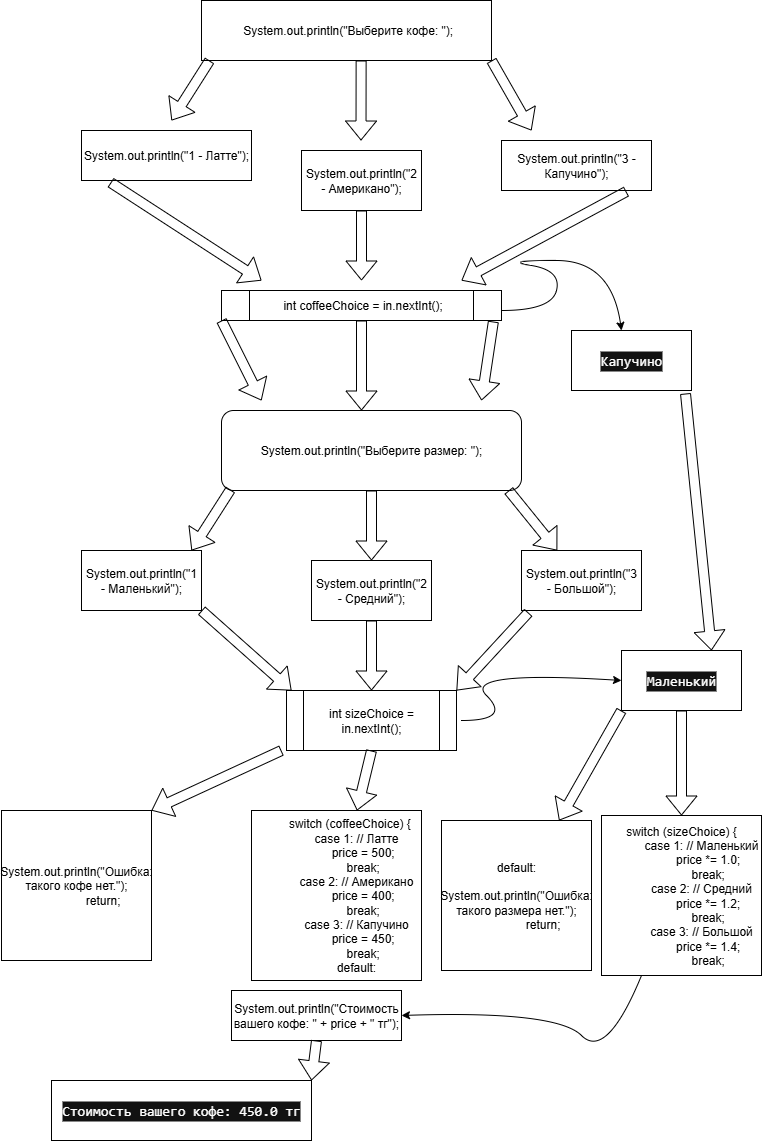 System.out.println("Выберите кофе: ");
System.out.println("1 - Латте");
System.out.println("2
- Американо");
System.out.println("3 -
Капучино");
int coffeeChoice = in.nextInt();
Капучино
System.out.println("Выберите размер: ");
System.out.println("1
- Маленький");
System.out.println("2
- Средний");
System.out.println("3
- Большой");
int sizeChoice =
in.nextInt();
Маленький
System.out.println("Ошибка:
такого кофе нет.");
return;
switch (coffeeChoice) {
case 1: // Латте
price = 500;
break;
case 2: // Американо
price = 400;
break;
case 3: // Капучино
price = 450;
break;
default:
default:
System.out.println("Ошибка:
такого размера нет.");
return;
switch (sizeChoice) {
case 1: // Маленький
price *= 1.0;
break;
case 2: // Средний
price *= 1.2;
break;
case 3: // Большой
price *= 1.4;
break;
System.out.println("Стоимость
вашего кофе: " + price + " тг");
Стоимость вашего кофе: 450.0 тг